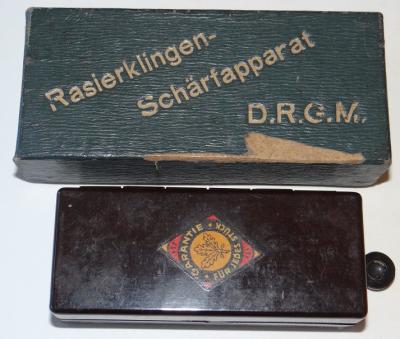 Rasierklingen-
Schärfapparat
D.R.G.M.
GARANTIE
FÜR JEDES STÜCK